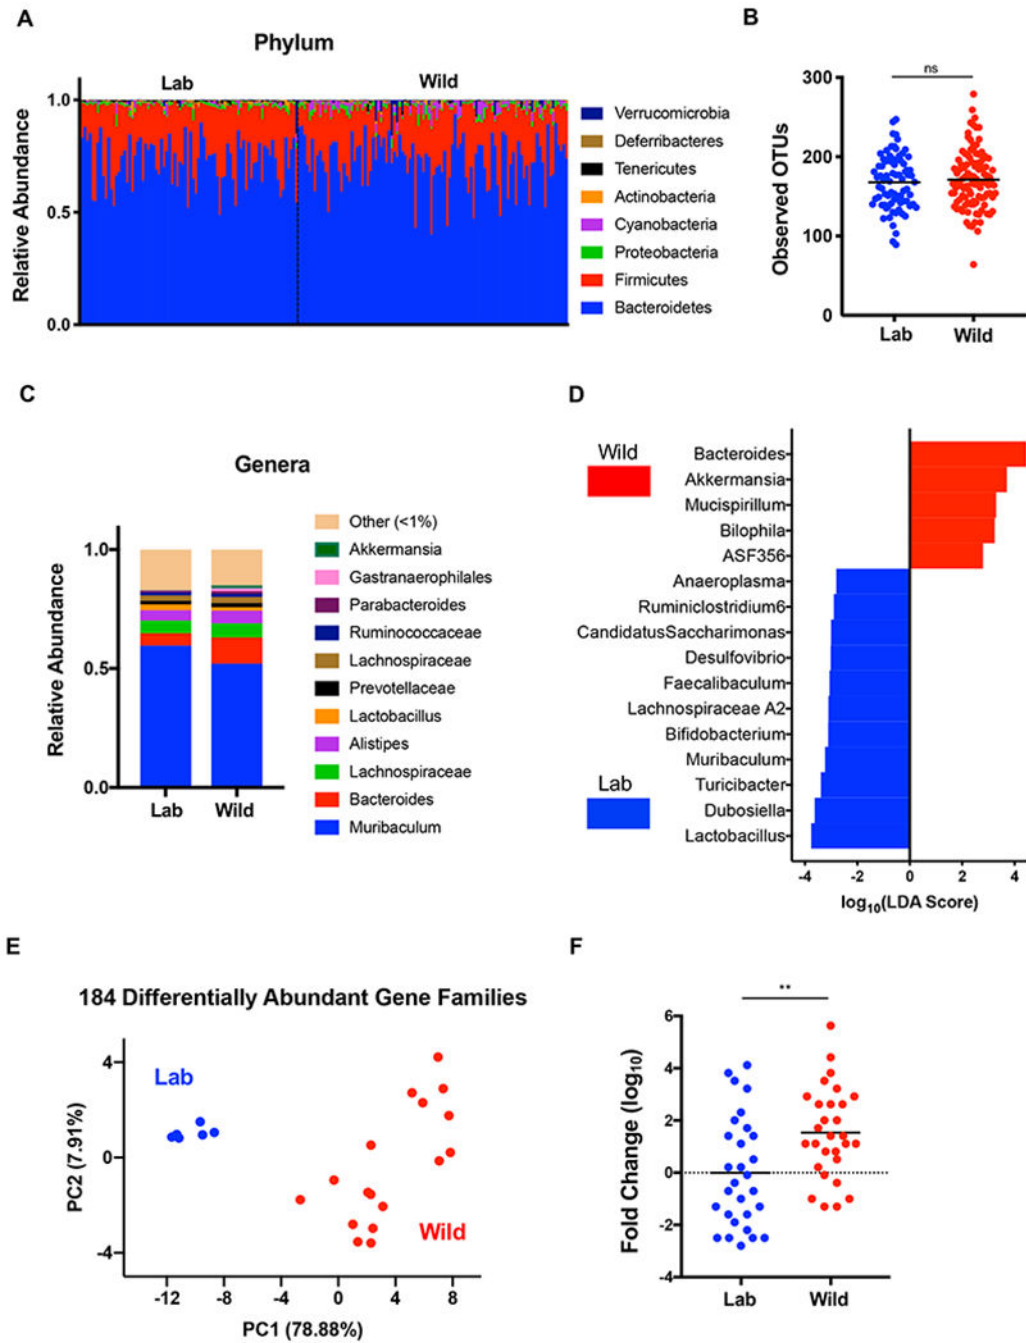 A
Phylum
Lab
Wild
Relative Abundance
1.0
0.5
0.0
Verrucomicrobia
Deferribacteres
Tenericutes
Actinobacteria
Cyanobacteria
Proteobacteria
Firmicutes
Bacteroidetes
B
ns
Observed OTUs
300
200
100
0
Lab
Wild
C
Genera
Relative Abundance
1.0
0.5
0.0
Lab
Wild
Other (<1%)
Akkermansia
Gastranaerophilales
Parabacteroides
Ruminococcaceae
Lachnospiraceae
Prevotellaceae
Lactobacillus
Alistipes
Lachnospiraceae
Bacteroides
Muribaculum
D
Wild
Lab
Bacteroides
Akkermansia
Mucispirillum
Bilophila
ASF356
Anaeroplasma
Ruminiclostridium6
CandidatusSaccharimonas
Desulfovibrio
Faecalibaculum
Lachnospiraceae A2
Bifidobacterium
Muribaculum
Turicibacter
Dubosiella
Lactobacillus
-4 -2 0 2 4
log10(LDA Score)
E
184 Differentially Abundant Gene Families
Lab
Wild
PC2 (7.91%)
4
0
-4
-12 -8 -4 0 4 8
PC1 (78.88%)
F
**
Fold Change (log10)
6
4
2
0
-2
-4
Lab
Wild